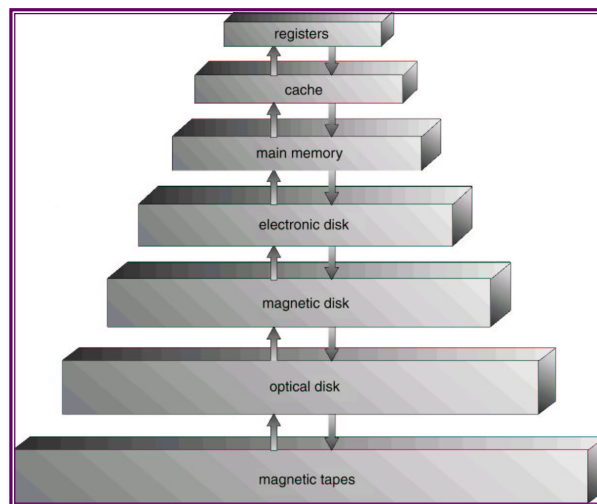 registers
cache
main memory
electronic disk
magnetic disk
optical disk
magnetic tapes